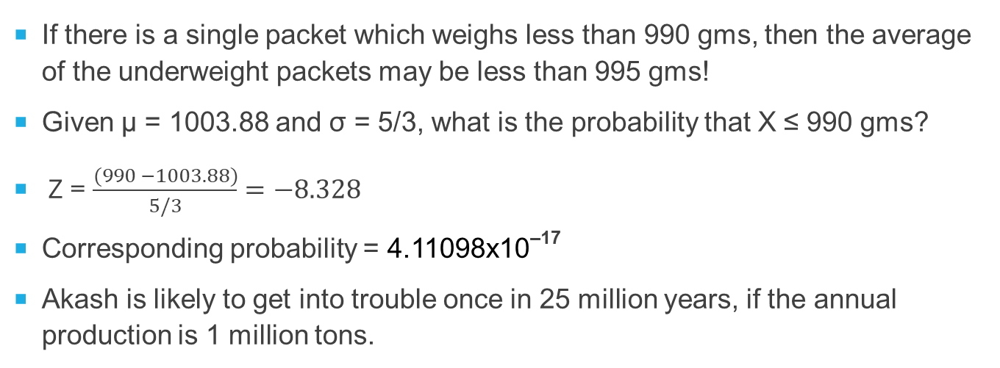 ▪ If there is a single packet which weighs less than 990 gms, then the average
of the underweight packets may be less than 995 gms!
▪ Given μ = 1003.88 and σ = 5/3, what is the probability that X ≤ 990 gms?
▪ Z = (990 −1003.88)/5/3 = −8.328
▪ Corresponding probability = 4.11098x10⁻¹⁷
▪ Akash is likely to get into trouble once in 25 million years, if the annual
production is 1 million tons.